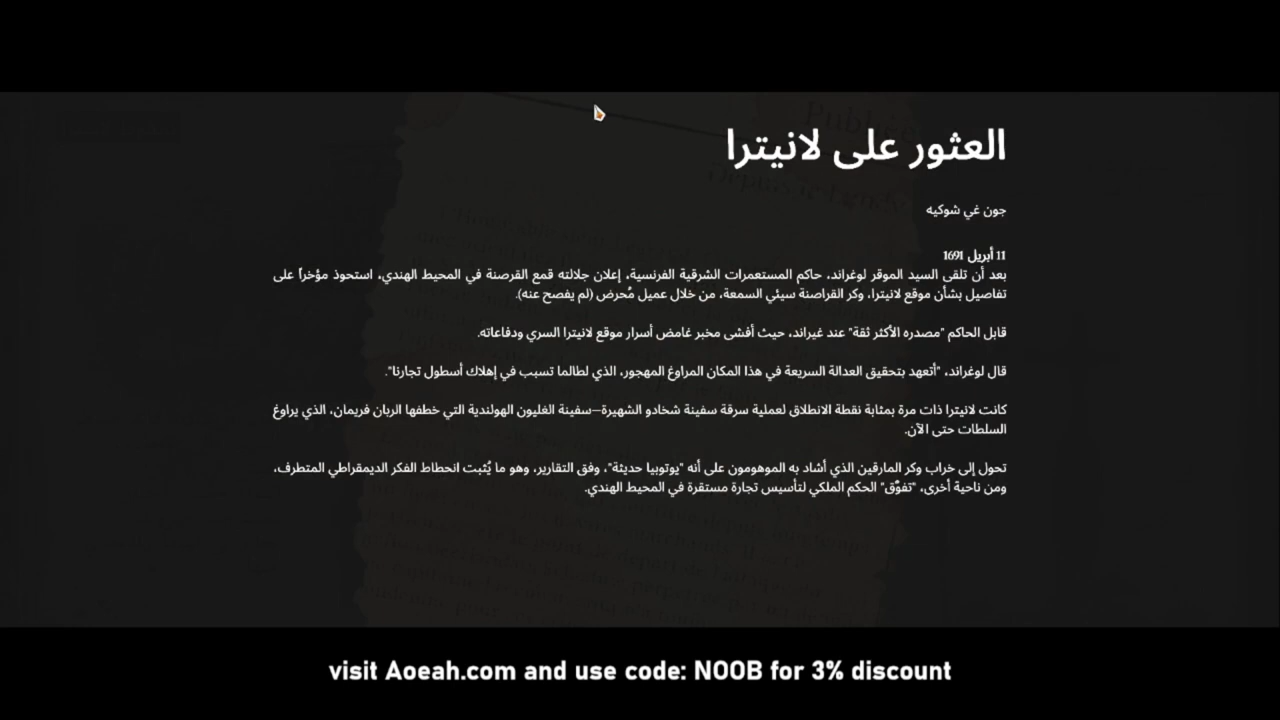 العثور على لانيترا
جون غي شوكيه
11 أبريل 1691
بعد أن تلقى السيد الموقر لوغراند، حاكم المستعمرات الشرقية الفرنسية، إعلان جلالته قمع القرصنة في المحيط الهندي، استحوذ مؤخراً على
تفاصيل بشأن موقع لانيترا، وكر القراصنة سيئي السمعة، من خلال عميل مُحرض (لم يفصح عنه).
قابل الحاكم "مصدره الأكثر ثقة" عند غيراند، حيث أفشى مخبر غامض أسرار موقع لانيترا السري ودفاعاته.
قال لوغراند، "أتعهد بتحقيق العدالة السريعة في هذا المكان المراوغ المهجور، الذي لطالما تسبب في إهلاك أسطول تجارنا".
كانت لانيترا ذات مرة بمثابة نقطة الانطلاق لعملية سرقة سفينة شخادو الشهيرة—سفينة الغليون الهولندية التي خطفها الربان فريمان، الذي يراوغ
السلطات حتى الآن.
تحول إلى خراب وكر المارقين الذي أشاد به الموهومون على أنه "يوتوبيا حديثة"، وفق التقارير، وهو ما يُثبت انحطاط الفكر الديمقراطي المتطرف،
ومن ناحية أخرى، "تفوُّق" الحكم الملكي لتأسيس تجارة مستقرة في المحيط الهندي.
visit Aoeah.com and use code: NOOB for 3% discount